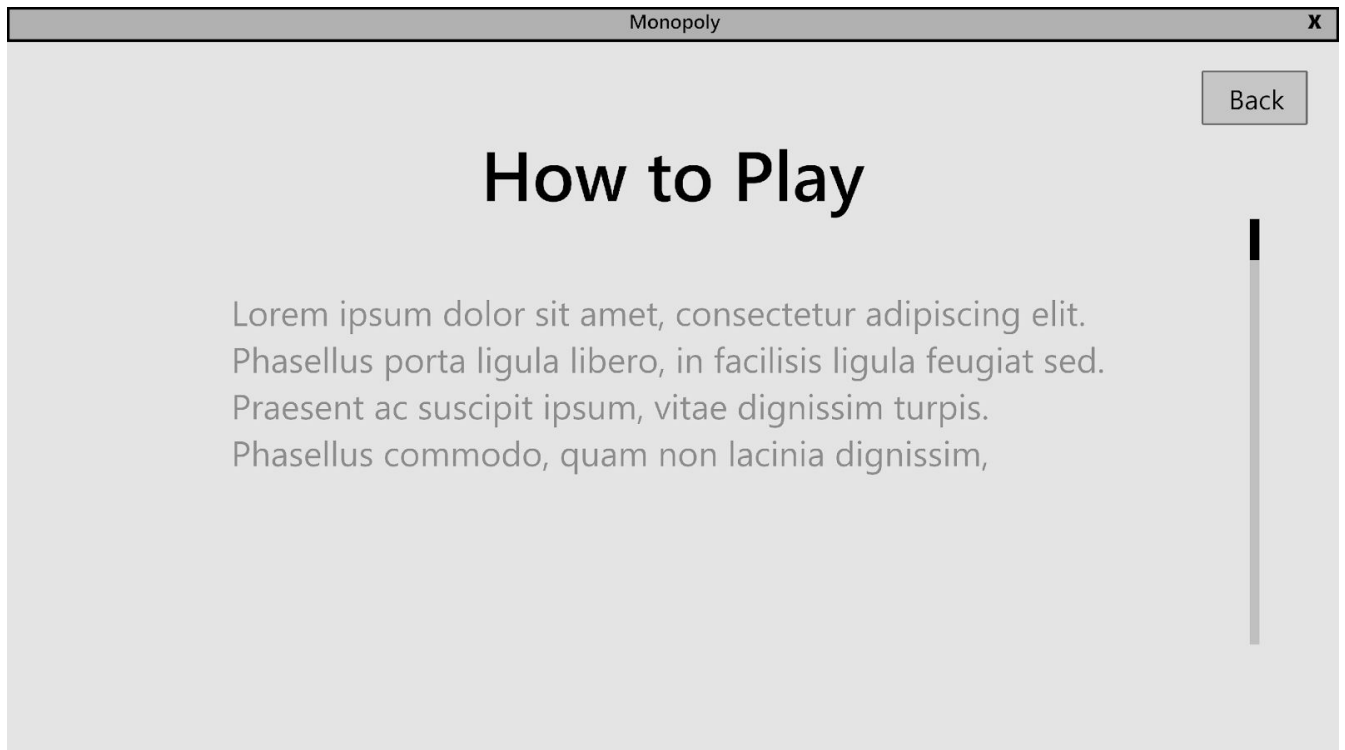 Monopoly X
Back
How to Play
Lorem ipsum dolor sit amet, consectetur adipiscing elit.
Phasellus porta ligula libero, in facilisis ligula feugiat sed.
Praesent ac suscipit ipsum, vitae dignissim turpis.
Phasellus commodo, quam non lacinia dignissim,